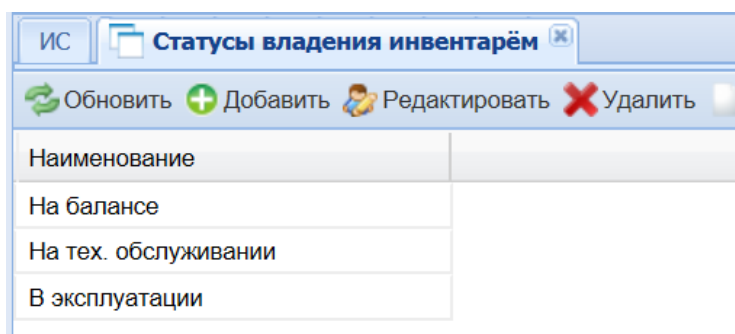 ИС Статусы владения инвентарём
Обновить Добавить Редактировать Удалить
Наименование
На балансе
На тех. обслуживании
В эксплуатации